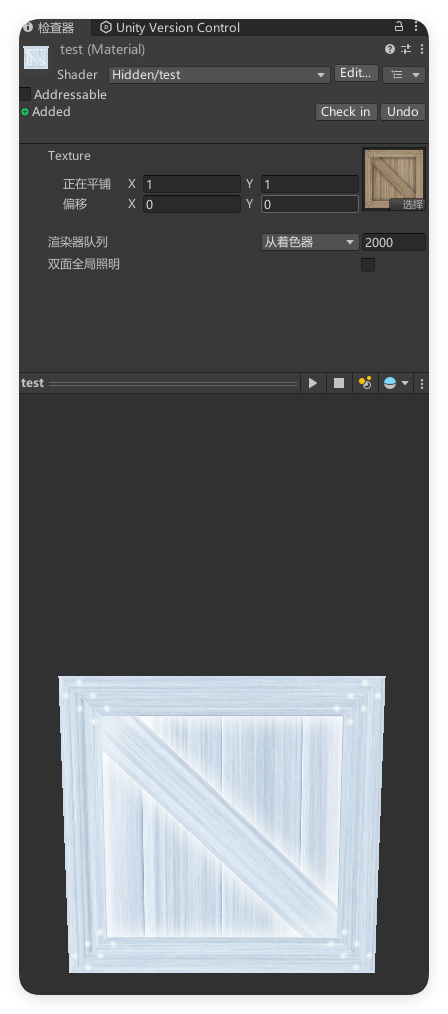 检查器 Unity Version Control
test (Material)
Shader Hidden/test Edit...
Addressable
Added Check in Undo
Texture
正在平铺 X 1 Y 1
偏移 X 0 Y 0
选择
渲染器队列 从着色器 2000
双面全局照明
test